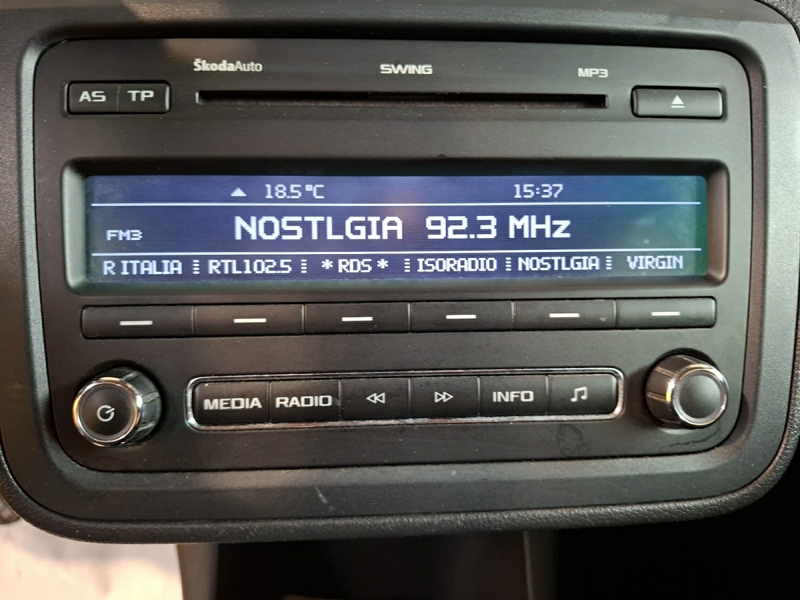 ŠkodaAuto SWING MP3
AS TP
18.5°C 15:37
FM3 NOSTLGIA 92.3 MHz
R ITALIA RTL102.5 *RDS* ISORADIO NOSTLGIA VIRGIN
MEDIA RADIO INFO